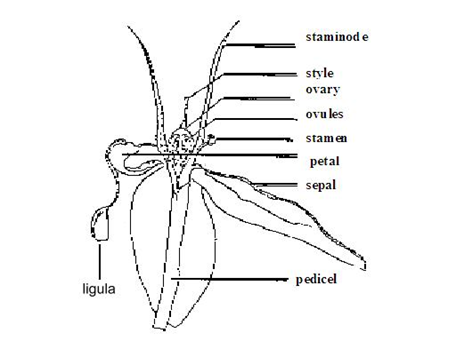 staminode
style
ovary
ovules
stamen
petal
sepal
pedicel
ligula